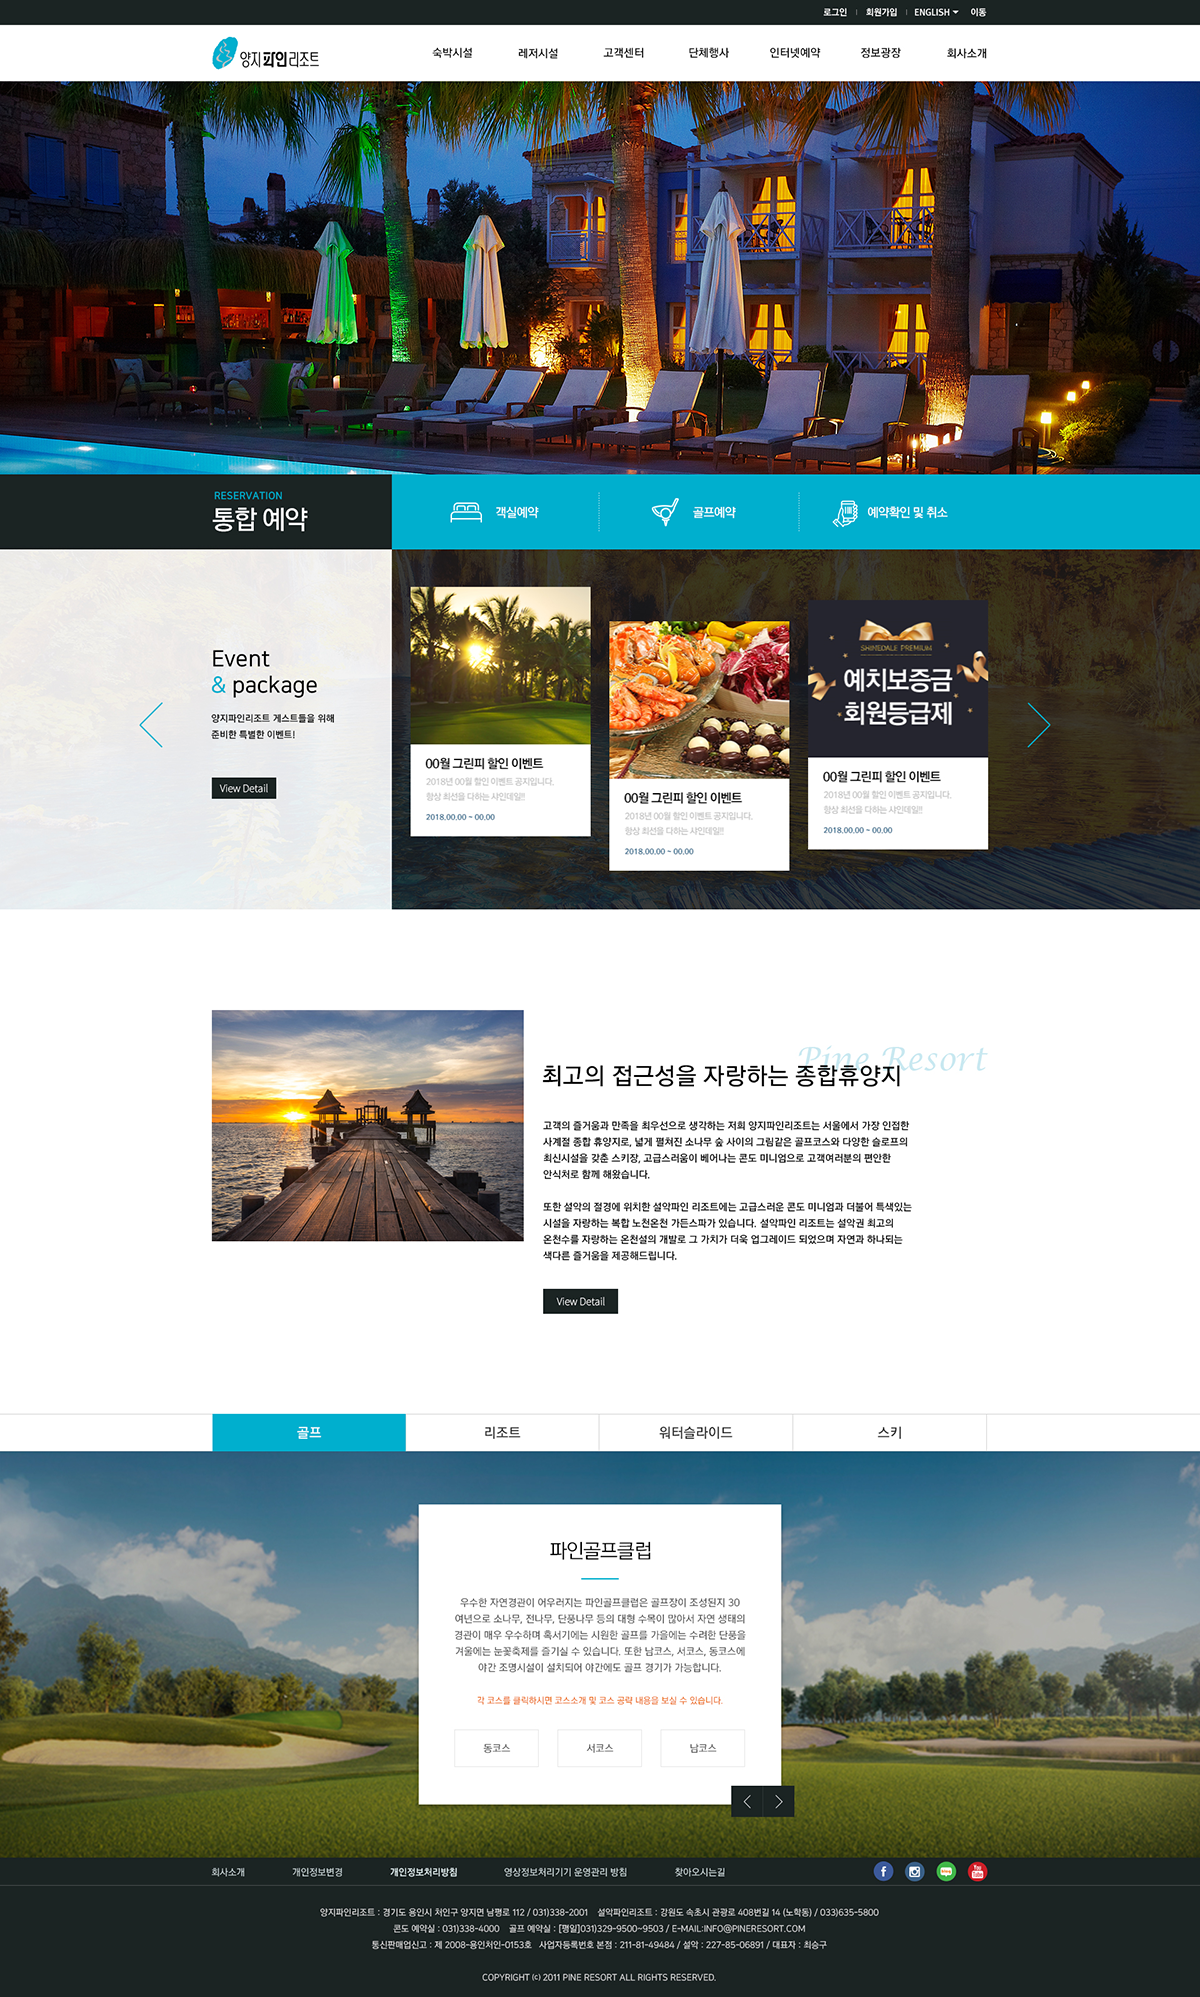 로그인
회원가입
ENGLISH
이동
양지파인리조트
숙박시설
레저시설
고객센터
단체행사
인터넷예약
정보광장
회사소개
RESERVATION
통합 예약
객실예약
골프예약
예약확인 및 취소
Event
& package
양지파인리조트 게스트들을 위해
준비한 특별한 이벤트!
View Detail
00월 그린피 할인 이벤트
2018년 00월 할인 이벤트 공지입니다.
항상 최선을 다하는 샤인데일!!
2018.00.00 ~ 00.00
00월 그린피 할인 이벤트
2018년 00월 할인 이벤트 공지입니다.
항상 최선을 다하는 샤인데일!!
2018.00.00 ~ 00.00
SHINEDALE PREMIUM
예치보증금
회원등급제
00월 그린피 할인 이벤트
2018년 00월 할인 이벤트 공지입니다.
항상 최선을 다하는 샤인데일!!
2018.00.00 ~ 00.00
Pine Resort
최고의 접근성을 자랑하는 종합휴양지
고객의 즐거움과 만족을 최우선으로 생각하는 저희 양지파인리조트는 서울에서 가장 인접한
사계절 종합 휴양지로, 넓게 펼쳐진 소나무 숲 사이의 그림같은 골프코스와 다양한 슬로프의
최신시설을 갖춘 스키장, 고급스러움이 베어나는 콘도 미니엄으로 고객여러분의 편안한
안식처로 함께 해왔습니다.
또한 설악의 절경에 위치한 설악파인 리조트에는 고급스러운 콘도 미니엄과 더불어 특색있는
시설을 자랑하는 복합 노천온천 가든스파가 있습니다. 설악파인 리조트는 설악권 최고의
온천수를 자랑하는 온천설의 개발로 그 가치가 더욱 업그레이드 되었으며 자연과 하나되는
색다른 즐거움을 제공해드립니다.
View Detail
골프
리조트
워터슬라이드
스키
파인골프클럽
우수한 자연경관이 어우러지는 파인골프클럽은 골프장이 조성된지 30
여년으로 소나무, 전나무, 단풍나무 등의 대형 수목이 많아서 자연 생태의
경관이 매우 우수하며 혹서기에는 시원한 골프를 가을에는 수려한 단풍을
겨울에는 눈꽃축제를 즐기실 수 있습니다. 또한 남코스, 서코스, 동코스에
야간 조명시설이 설치되어 야간에도 골프 경기가 가능합니다.
각 코스를 클릭하시면 코스소개 및 코스 공략 내용을 보실 수 있습니다.
동코스
서코스
남코스
회사소개
개인정보변경
개인정보처리방침
영상정보처리기기 운영관리 방침
찾아오시는길
양지파인리조트 : 경기도 용인시 처인구 양지면 남평로 112 / 031)338-2001 설악파인리조트 : 강원도 속초시 관광로 408번길 14 (노학동) / 033)635-5800
콘도 예약실 : 031)338-4000 골프 예약실 : [평일]031)329-9500~9503 / E-MAIL:INFO@PINERESORT.COM
통신판매업신고 : 제 2008-용인처인-0153호 사업자등록번호 본점 : 211-81-49484 / 설악 : 227-85-06891 / 대표자 : 최승구
COPYRIGHT (c) 2011 PINE RESORT ALL RIGHTS RESERVED.